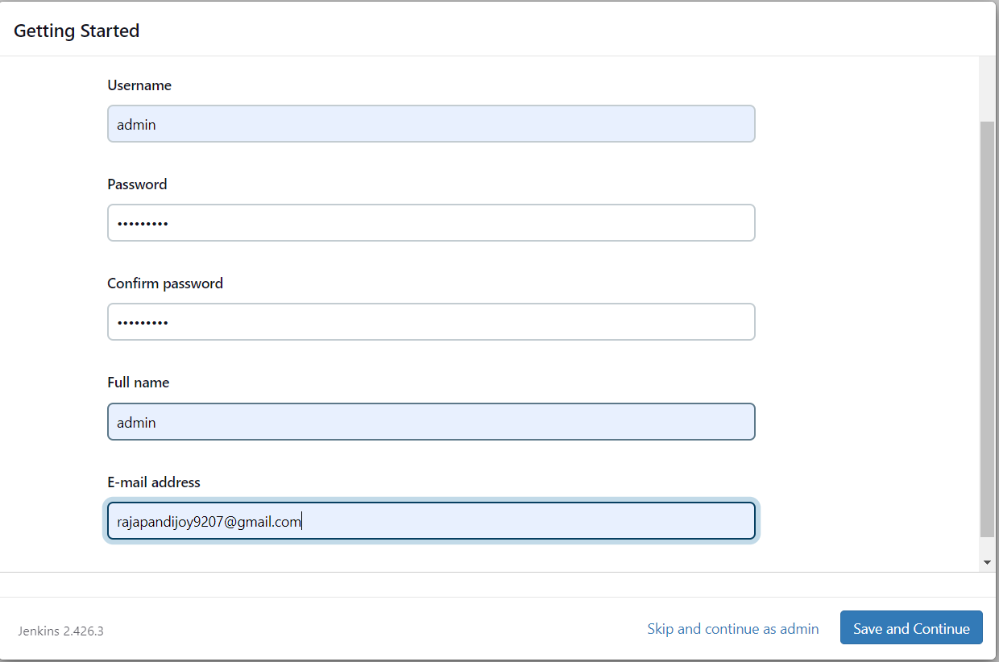 Getting Started
Username
admin
Password
•••••••••
Confirm password
•••••••••
Full name
admin
E-mail address
rajapandijoy9207@gmail.com
Jenkins 2.426.3
Skip and continue as admin
Save and Continue